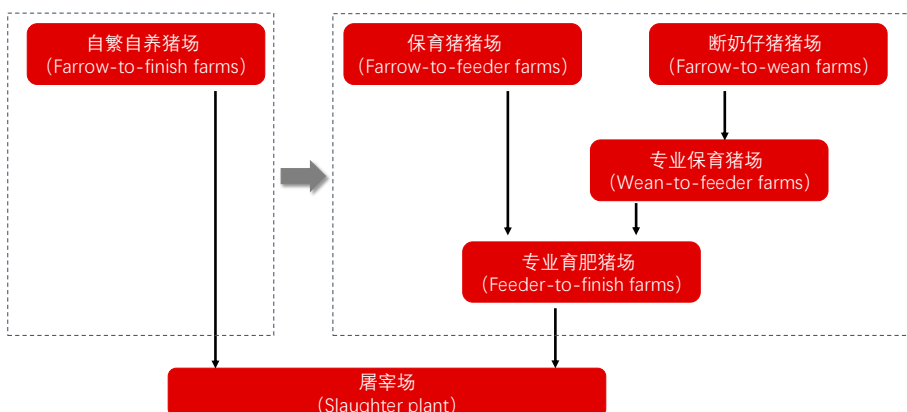 自繁自养猪场
（Farrow-to-finish farms）
保育猪猪场
（Farrow-to-feeder farms）
断奶仔猪猪场
（Farrow-to-wean farms）
专业保育猪场
（Wean-to-feeder farms）
专业育肥猪场
（Feeder-to-finish farms）
屠宰场
（Slaughter plant）